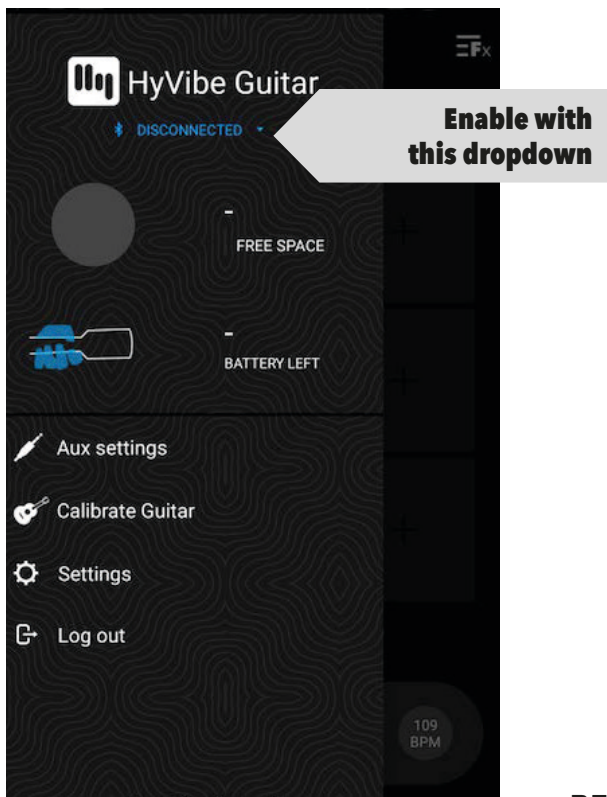 HyVibe Guitar
DISCONNECTED
Fx
Enable with
this dropdown
-
FREE SPACE
-
BATTERY LEFT
Aux settings
Calibrate Guitar
Settings
Log out
109
BPM